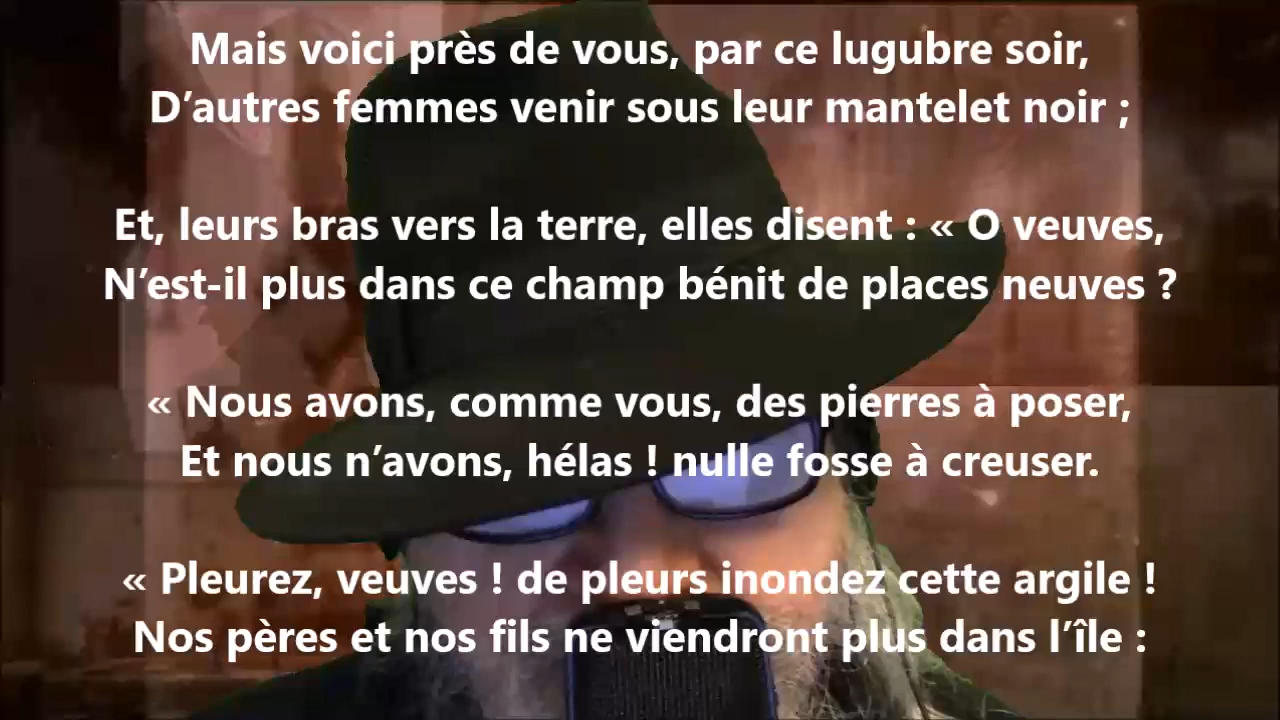 Mais voici près de vous, par ce lugubre soir,
D’autres femmes venir sous leur mantelet noir ;
Et, leurs bras vers la terre, elles disent : « O veuves,
N’est-il plus dans ce champ bénit de places neuves ?
« Nous avons, comme vous, des pierres à poser,
Et nous n’avons, hélas ! nulle fosse à creuser.
« Pleurez, veuves ! de pleurs inondez cette argile !
Nos pères et nos fils ne viendront plus dans l’île :